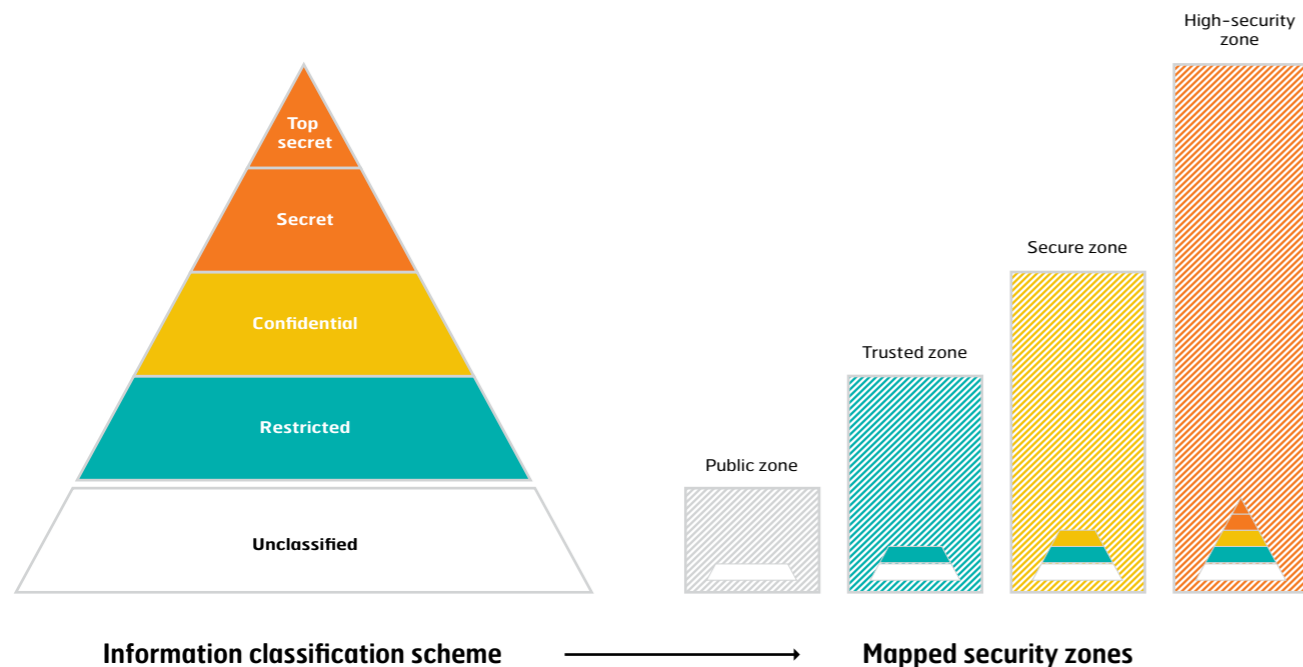 Top
secret
Secret
Confidential
Restricted
Unclassified
Information classification scheme
Public zone
Trusted zone
Secure zone
High-security
zone
Mapped security zones